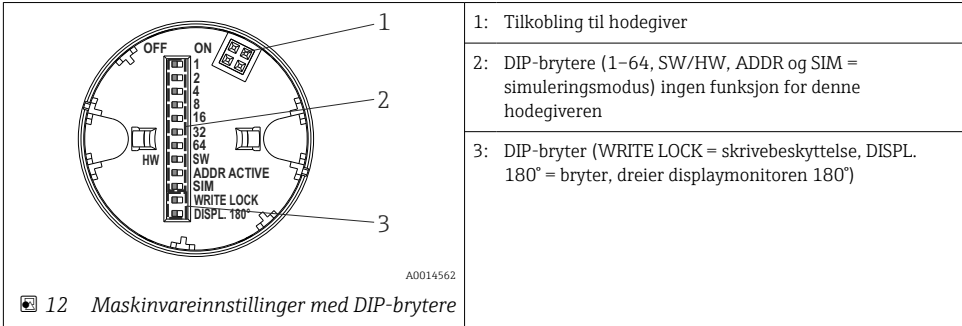 OFF ON
1
2
4
8
16
32
64
HW SW
ADDR ACTIVE
SIM
WRITE LOCK
DISPL. 180°
1
2
3
A0014562
12 Maskinvareinnstillinger med DIP-brytere
1: Tilkobling til hodegiver
2: DIP-brytere (1–64, SW/HW, ADDR og SIM =
simuleringsmodus) ingen funksjon for denne
hodegiveren
3: DIP-bryter (WRITE LOCK = skrivebeskyttelse, DISPL.
180° = bryter, dreier displaymonitoren 180°)